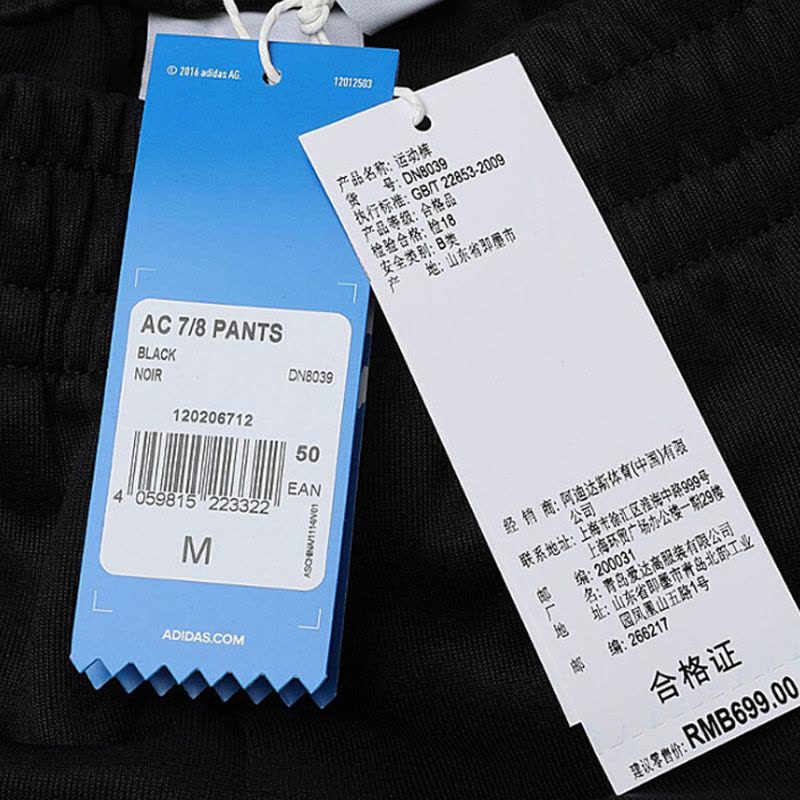 © 2016 adidas AG.
12012503
AC 7/8 PANTS
BLACK
NOIR
DN8039
120206712
50
EAN
4 059815 223322
M
ASCHINA/1114/V01
ADIDAS.COM
产品名称: 运动裤
货 号: DN8039
执行标准: GB/T 22853-2009
产品等级: 合格品
检验合格: 检18
安全类别: B类
产 地: 山东省即墨市
经 销 商: 阿迪达斯体育(中国)有限
公司
联系地址: 上海市徐汇区淮海中路999号
上海环贸广场办公楼一期29楼
邮 编: 200031
厂 名: 青岛爱达高服装有限公司
地 址: 山东省即墨市青岛北部工业
园凤凰山五路1号
邮 编: 266217
合格证
建议零售价: RMB699.00